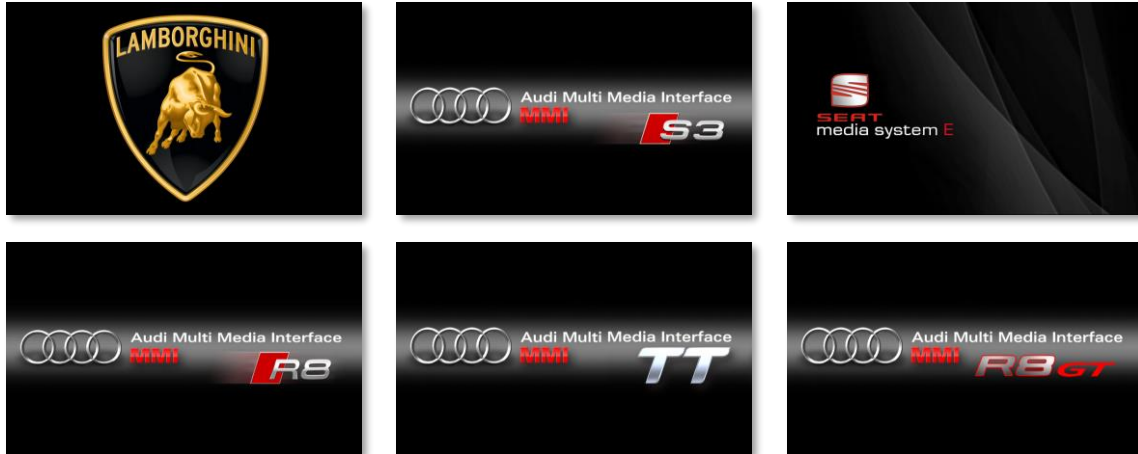 LAMBORGHINI
Audi Multi Media Interface
MMI
S3
SEAT
media system E
Audi Multi Media Interface
MMI
R8
Audi Multi Media Interface
MMI
TT
Audi Multi Media Interface
MMI
R8 GT